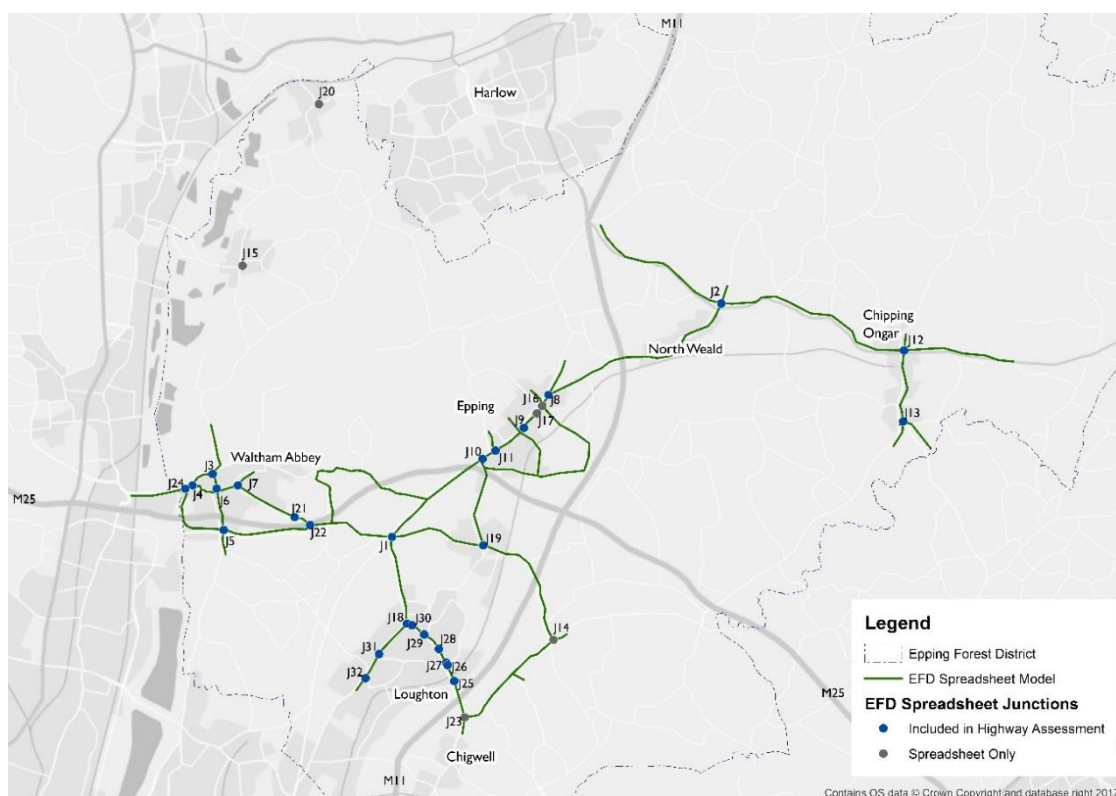 M11
J20
Harlow
J15
J2
Chipping
Ongar
J12
North Weald
J16
J8
J17
Epping
J9
J13
J10
J11
J3
Waltham Abbey
J24
J4
J6
J7
M25
J21
J22
J5
J1
J19
J18
J30
J29
J28
J14
J31
J27
J26
J32
J25
Loughton
J23
Chigwell
M11
M25
Legend
Epping Forest District
EFD Spreadsheet Model
EFD Spreadsheet Junctions
Included in Highway Assessment
Spreadsheet Only
Contains OS data © Crown Copyright and database right